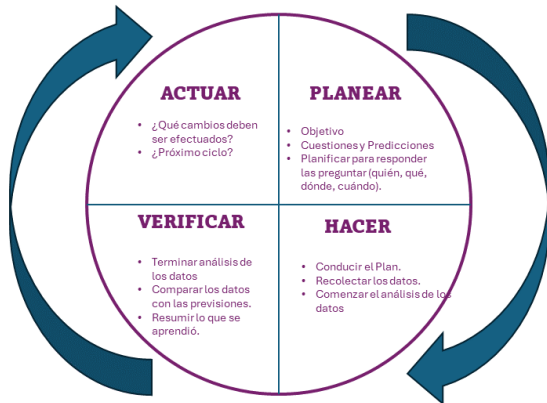 ACTUAR
• ¿Qué cambios deben
ser efectuados?
• ¿Próximo ciclo?
PLANEAR
• Objetivo
• Cuestiones y Predicciones
• Planificar para responder
las preguntar (quién, qué,
dónde, cuándo).
VERIFICAR
• Terminar análisis de
los datos
• Comparar los datos
con las previsiones.
• Resumir lo que se
aprendió.
HACER
• Conducir el Plan.
• Recolectar los datos.
• Comenzar el análisis de los
datos